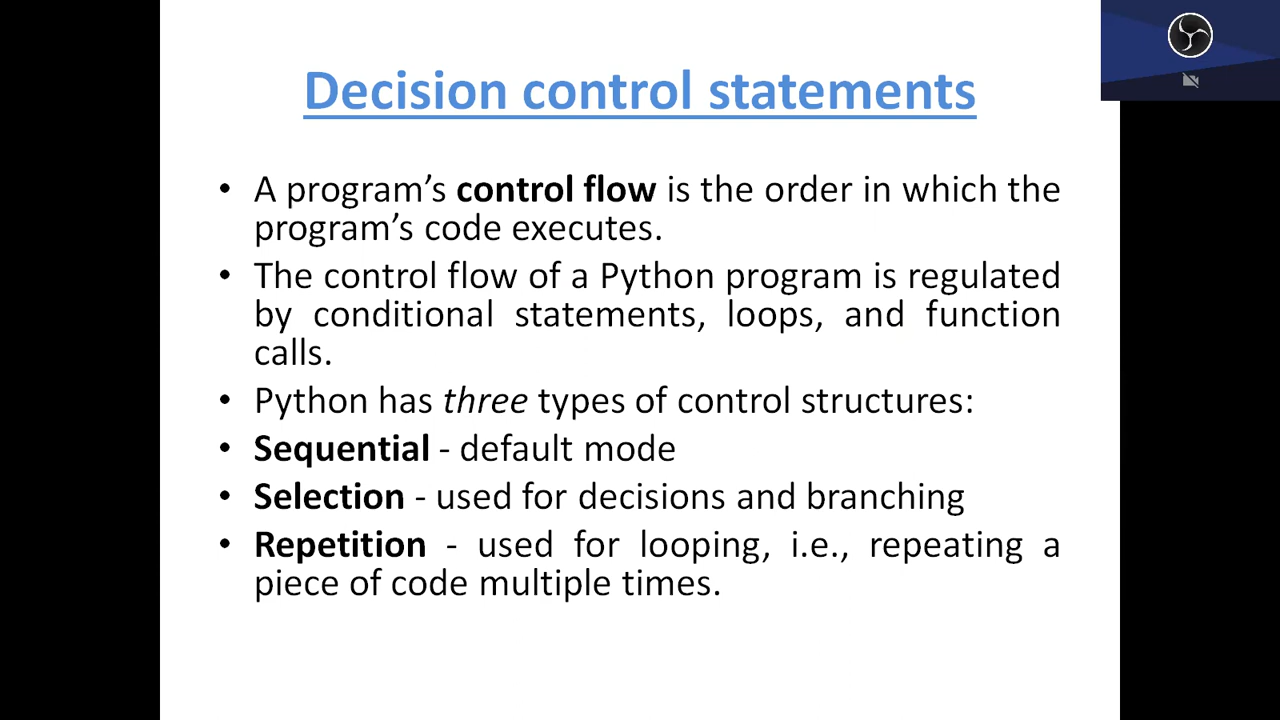 Decision control statements
• A program’s control flow is the order in which the
program’s code executes.
• The control flow of a Python program is regulated
by conditional statements, loops, and function
calls.
• Python has three types of control structures:
• Sequential - default mode
• Selection - used for decisions and branching
• Repetition - used for looping, i.e., repeating a
piece of code multiple times.